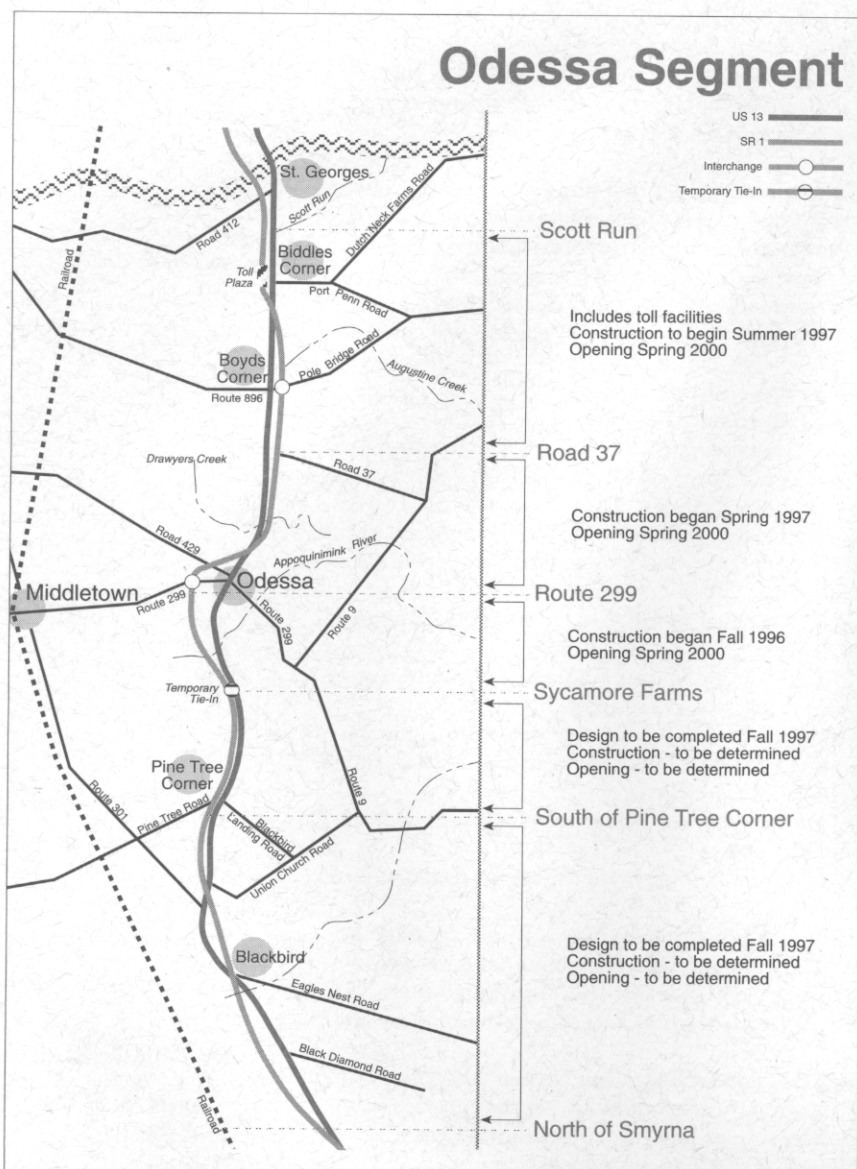 Odessa Segment
US 13
SR 1
Interchange
Temporary Tie-In
St. Georges
Scott Run
Dutch Neck Farms Road
Road 412
Railroad
Scott Run
Biddles
Corner
Toll
Plaza
Port Penn Road
Includes toll facilities
Construction to begin Summer 1997
Opening Spring 2000
Boyds
Corner
Pole Bridge Road
Augustine Creek
Route 896
Road 37
Drawyers Creek
Road 37
Construction began Spring 1997
Opening Spring 2000
Road 429
Appoquinimink River
Middletown
Odessa
Route 299
Route 299
Route 299
Route 9
Construction began Fall 1996
Opening Spring 2000
Temporary
Tie-In
Sycamore Farms
Design to be completed Fall 1997
Construction - to be determined
Opening - to be determined
Pine Tree
Corner
Route 301
Pine Tree Road
Blackbird
Landing Road
Union Church Road
Route 9
South of Pine Tree Corner
Design to be completed Fall 1997
Construction - to be determined
Opening - to be determined
Blackbird
Eagles Nest Road
Black Diamond Road
Railroad
North of Smyrna